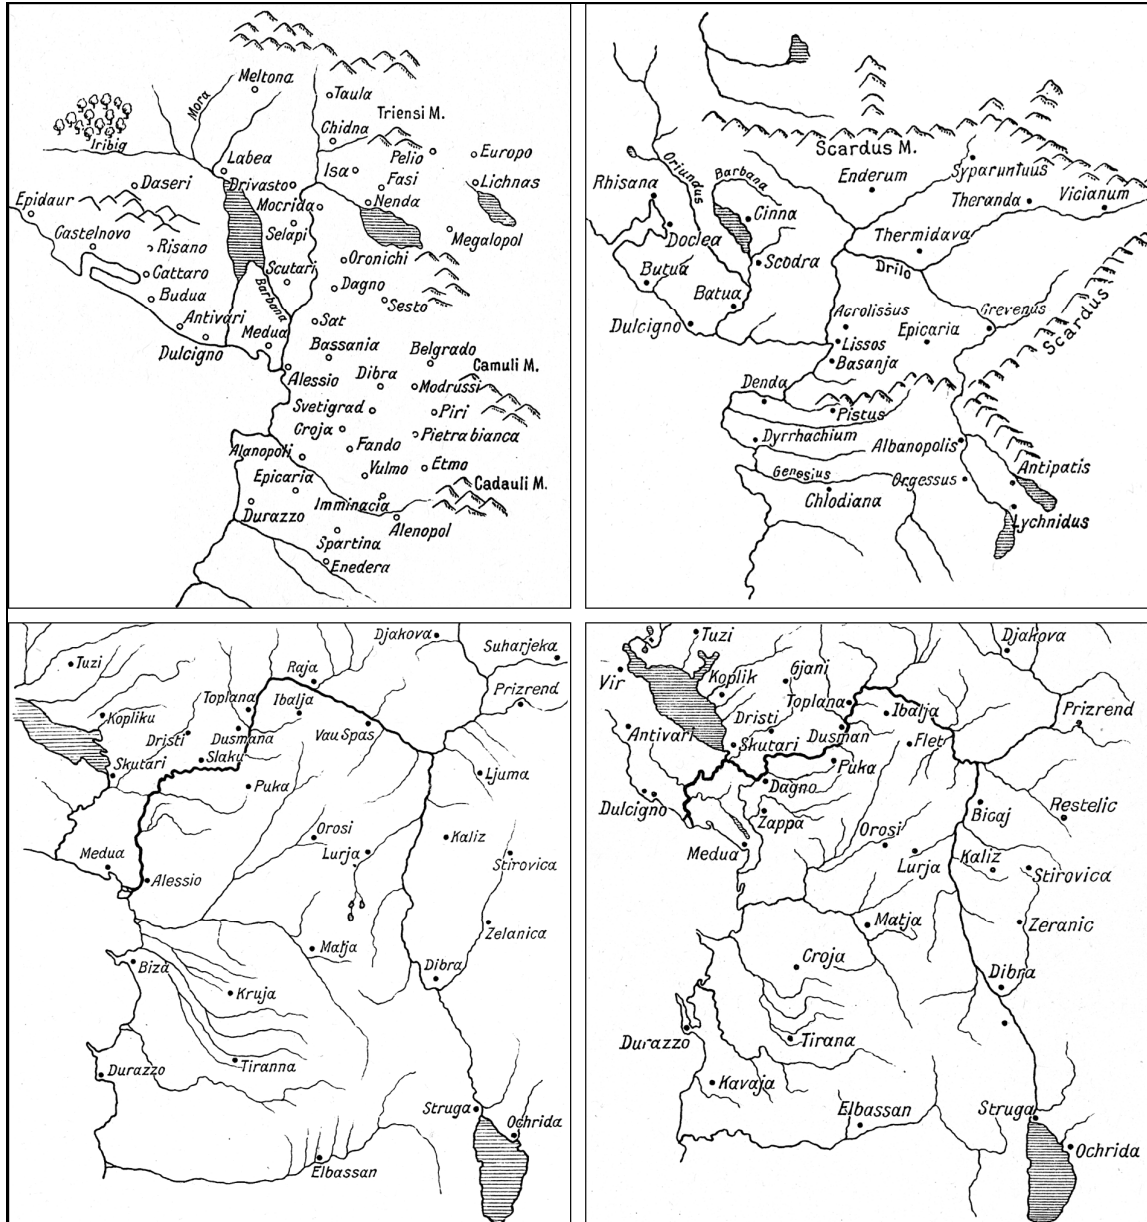 Meltona
Mora
Taula
Triensi M.
Iribig
Chidna
Labea
Pelio
Europo
Isa
Fasi
Daseri
Drivasto
Lichnas
Epidaur
Mocrida
Nenda
Castelnovo
Selapi
Megalopol
Risano
Oronichi
Cattaro
Scutari
Dagno
Budua
Barbana
Sesto
Antivari
Medua
Sat
Dulcigno
Bassania
Belgrado
Camuli M.
Alessio
Dibra
Modrussi
Svetigrad
Piri
Croja
Pietra bianca
Alanopoli
Fando
Vulmo
Etmo
Epicaria
Cadauli M.
Durazzo
Imminacia
Alenopol
Spartina
Enedera
Scardus M.
Oriundus
Barbana
Syparuntuus
Rhisana
Enderum
Theranda
Vicianum
Cinna
Doclea
Thermidava
Butua
Scodra
Drilo
Batua
Acrolissus
Grevenus
Dulcigno
Epicaria
Scardus
Lissos
Basanja
Denda
Pistus
Dyrrhachium
Albanopolis
Genosius
Antipatis
Chlodiana
Orgessus
Lychnidus
Djakova
Suharjeka
Tuzi
Raja
Toplana
Ibalja
Prizrend
Kopliku
Dristi
Dusmana
Vau Spas
Skutari
Slaku
Ljuma
Puka
Orosi
Kaliz
Medua
Lurja
Stirovica
Alessio
Zelanica
Matja
Biza
Dibra
Kruja
Durazzo
Tiranna
Struga
Ochrida
Elbassan
Tuzi
Djakova
Vir
Koplik
Gjani
Toplana
Ibalja
Prizrend
Antivari
Dristi
Dusman
Skutari
Flet
Puka
Dagno
Dulcigno
Zappa
Bicaj
Restelic
Orosi
Medua
Lurja
Kaliz
Stirovica
Matja
Zeranic
Croja
Dibra
Durazzo
Tirana
Kavaja
Elbassan
Struga
Ochrida